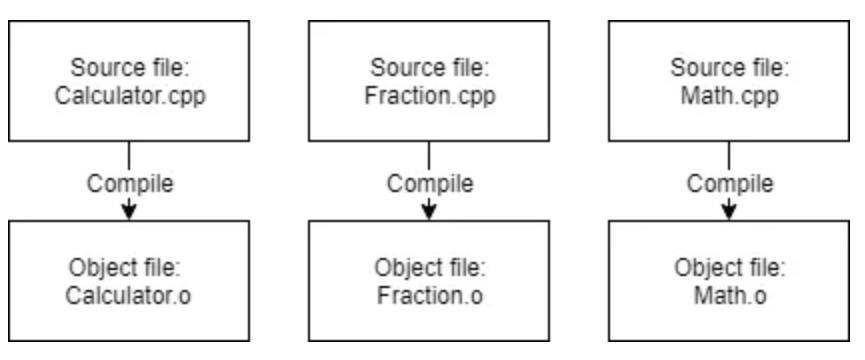 Source file:
Calculator.cpp
Source file:
Fraction.cpp
Source file:
Math.cpp
Compile
Compile
Compile
Object file:
Calculator.o
Object file:
Fraction.o
Object file:
Math.o